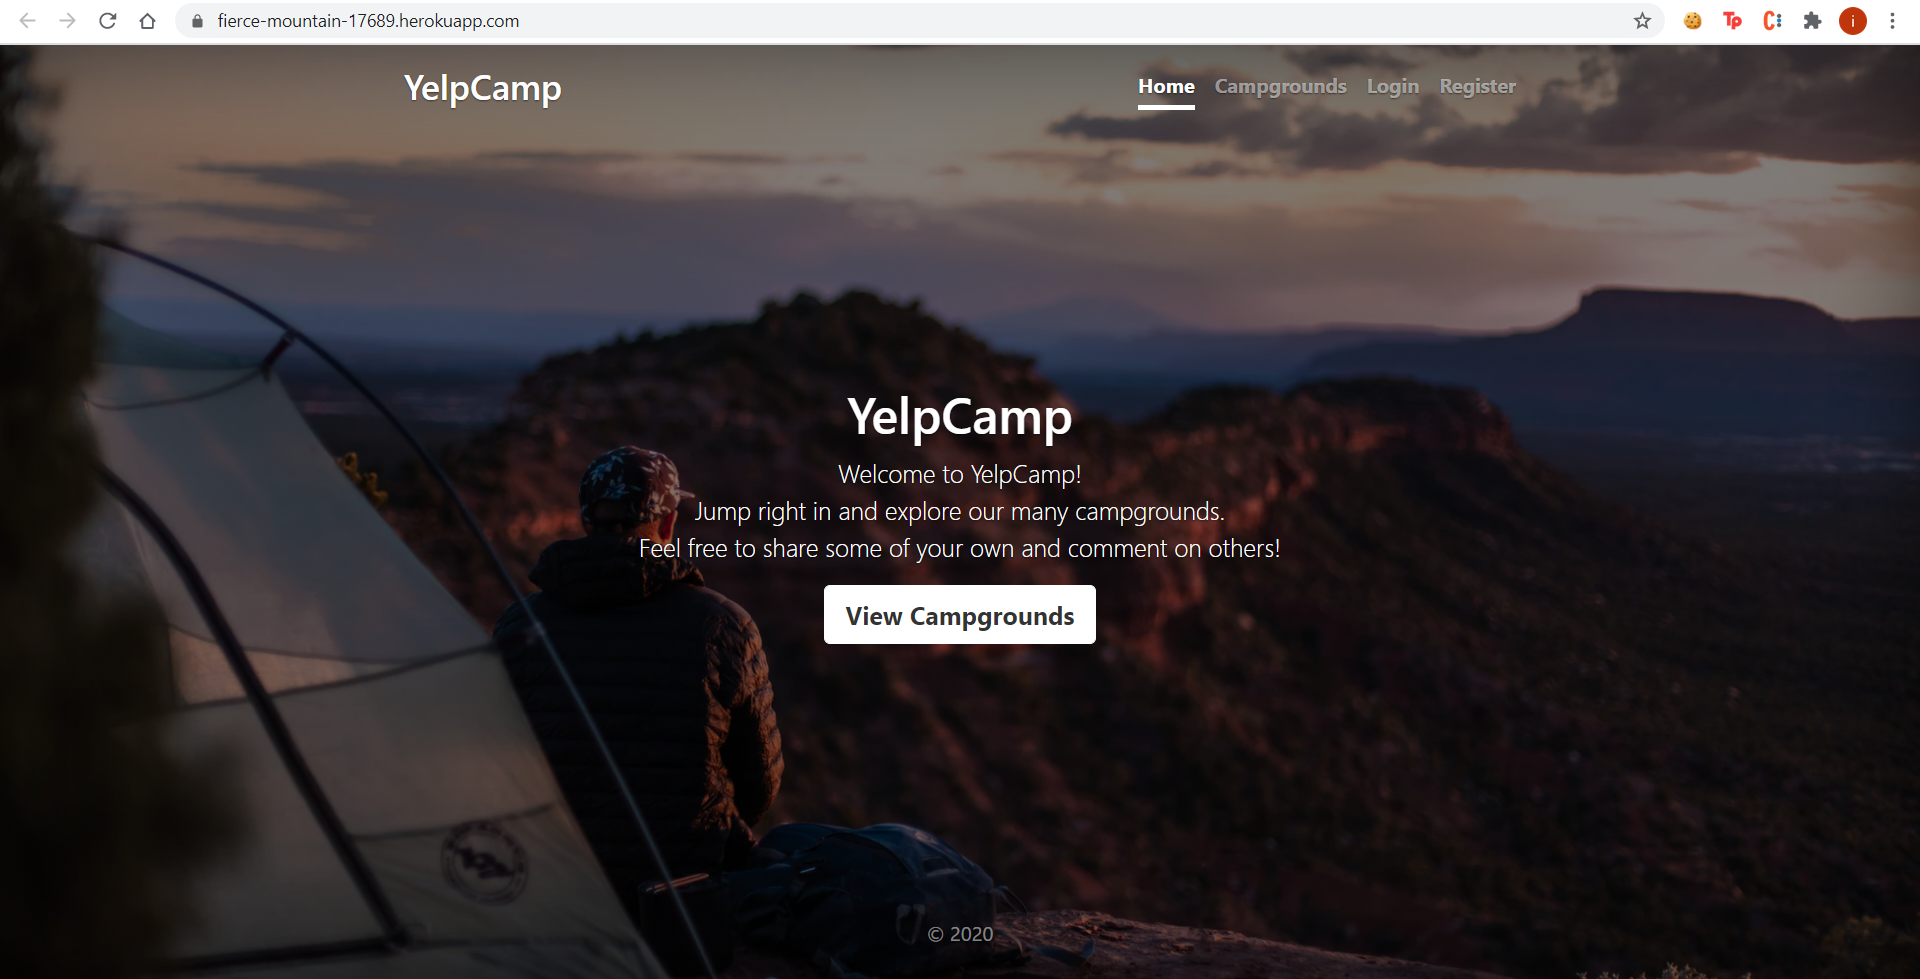 fierce-mountain-17689.herokuapp.com
Tp
C
i
YelpCamp
Home Campgrounds Login Register
YelpCamp
Welcome to YelpCamp!
Jump right in and explore our many campgrounds.
Feel free to share some of your own and comment on others!
View Campgrounds
© 2020